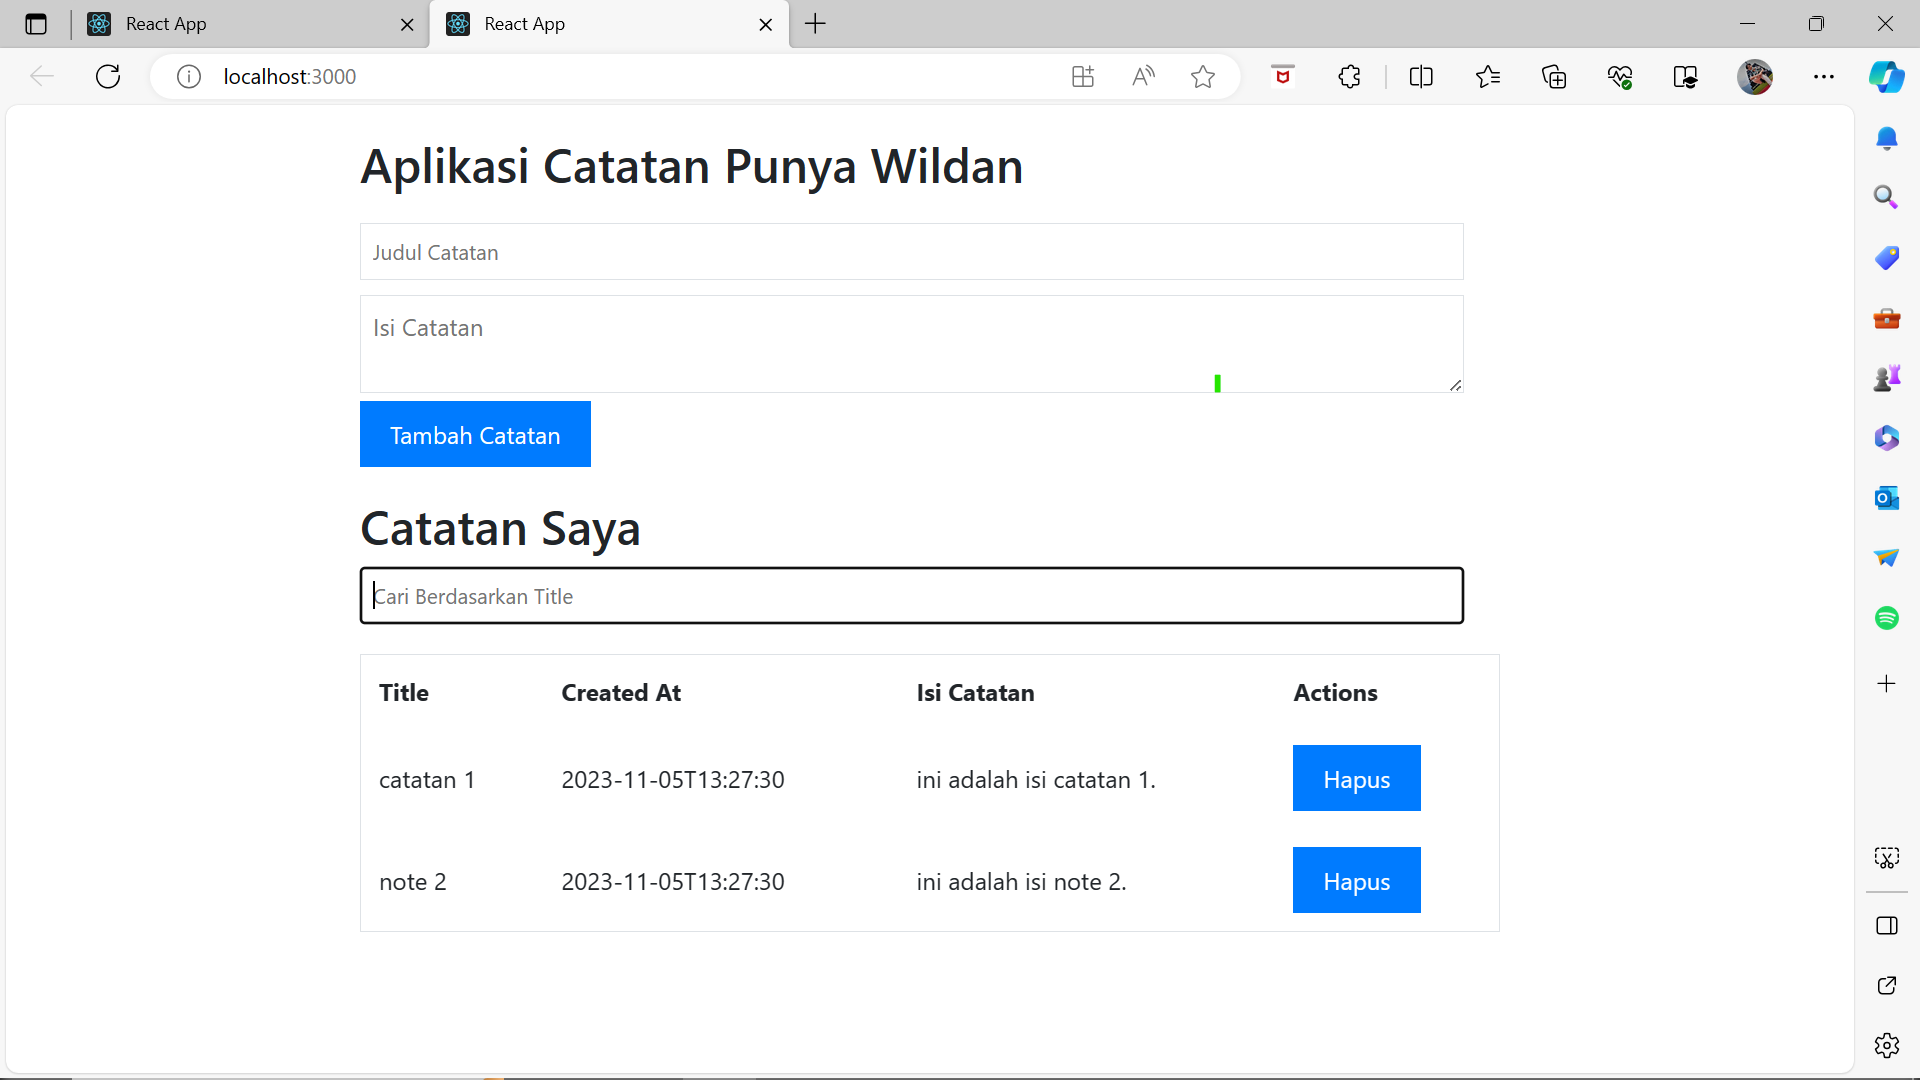 React App
React App
localhost:3000
Aplikasi Catatan Punya Wildan
Judul Catatan
Isi Catatan
Tambah Catatan
Catatan Saya
Cari Berdasarkan Title
Title Created At Isi Catatan Actions
catatan 1 2023-11-05T13:27:30 ini adalah isi catatan 1. Hapus
note 2 2023-11-05T13:27:30 ini adalah isi note 2. Hapus